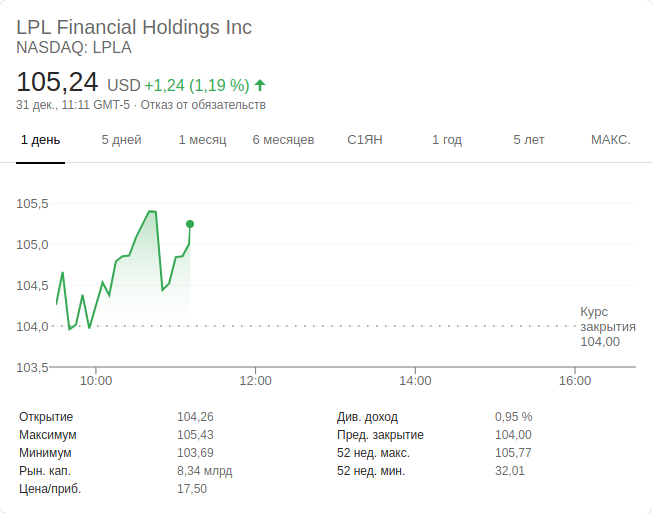 LPL Financial Holdings Inc
NASDAQ: LPLA
105,24 USD +1,24 (1,19 %)
31 дек., 11:11 GMT-5 · Отказ от обязательств
1 день 5 дней 1 месяц 6 месяцев С1ЯН 1 год 5 лет МАКС.
105,5
105,0
104,5
104,0
103,5
Курс
закрытия
104,00
10:00 12:00 14:00 16:00
Открытие 104,26 Див. доход 0,95 %
Максимум 105,43 Пред. закрытие 104,00
Минимум 103,69 52 нед. макс. 105,77
Рын. кап. 8,34 млрд 52 нед. мин. 32,01
Цена/приб. 17,50